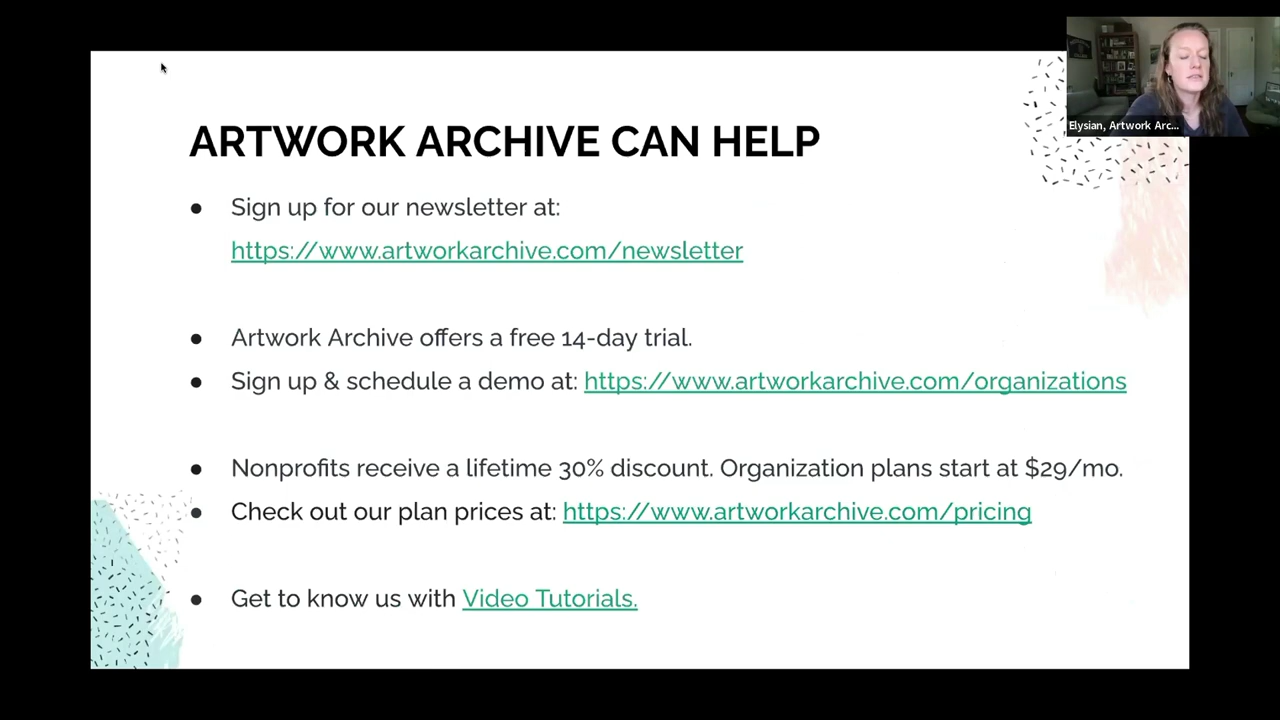 ARTWORK ARCHIVE CAN HELP
● Sign up for our newsletter at:
https://www.artworkarchive.com/newsletter
● Artwork Archive offers a free 14-day trial.
● Sign up & schedule a demo at: https://www.artworkarchive.com/organizations
● Nonprofits receive a lifetime 30% discount. Organization plans start at $29/mo.
● Check out our plan prices at: https://www.artworkarchive.com/pricing
● Get to know us with Video Tutorials.
Elysian, Artwork Arc...